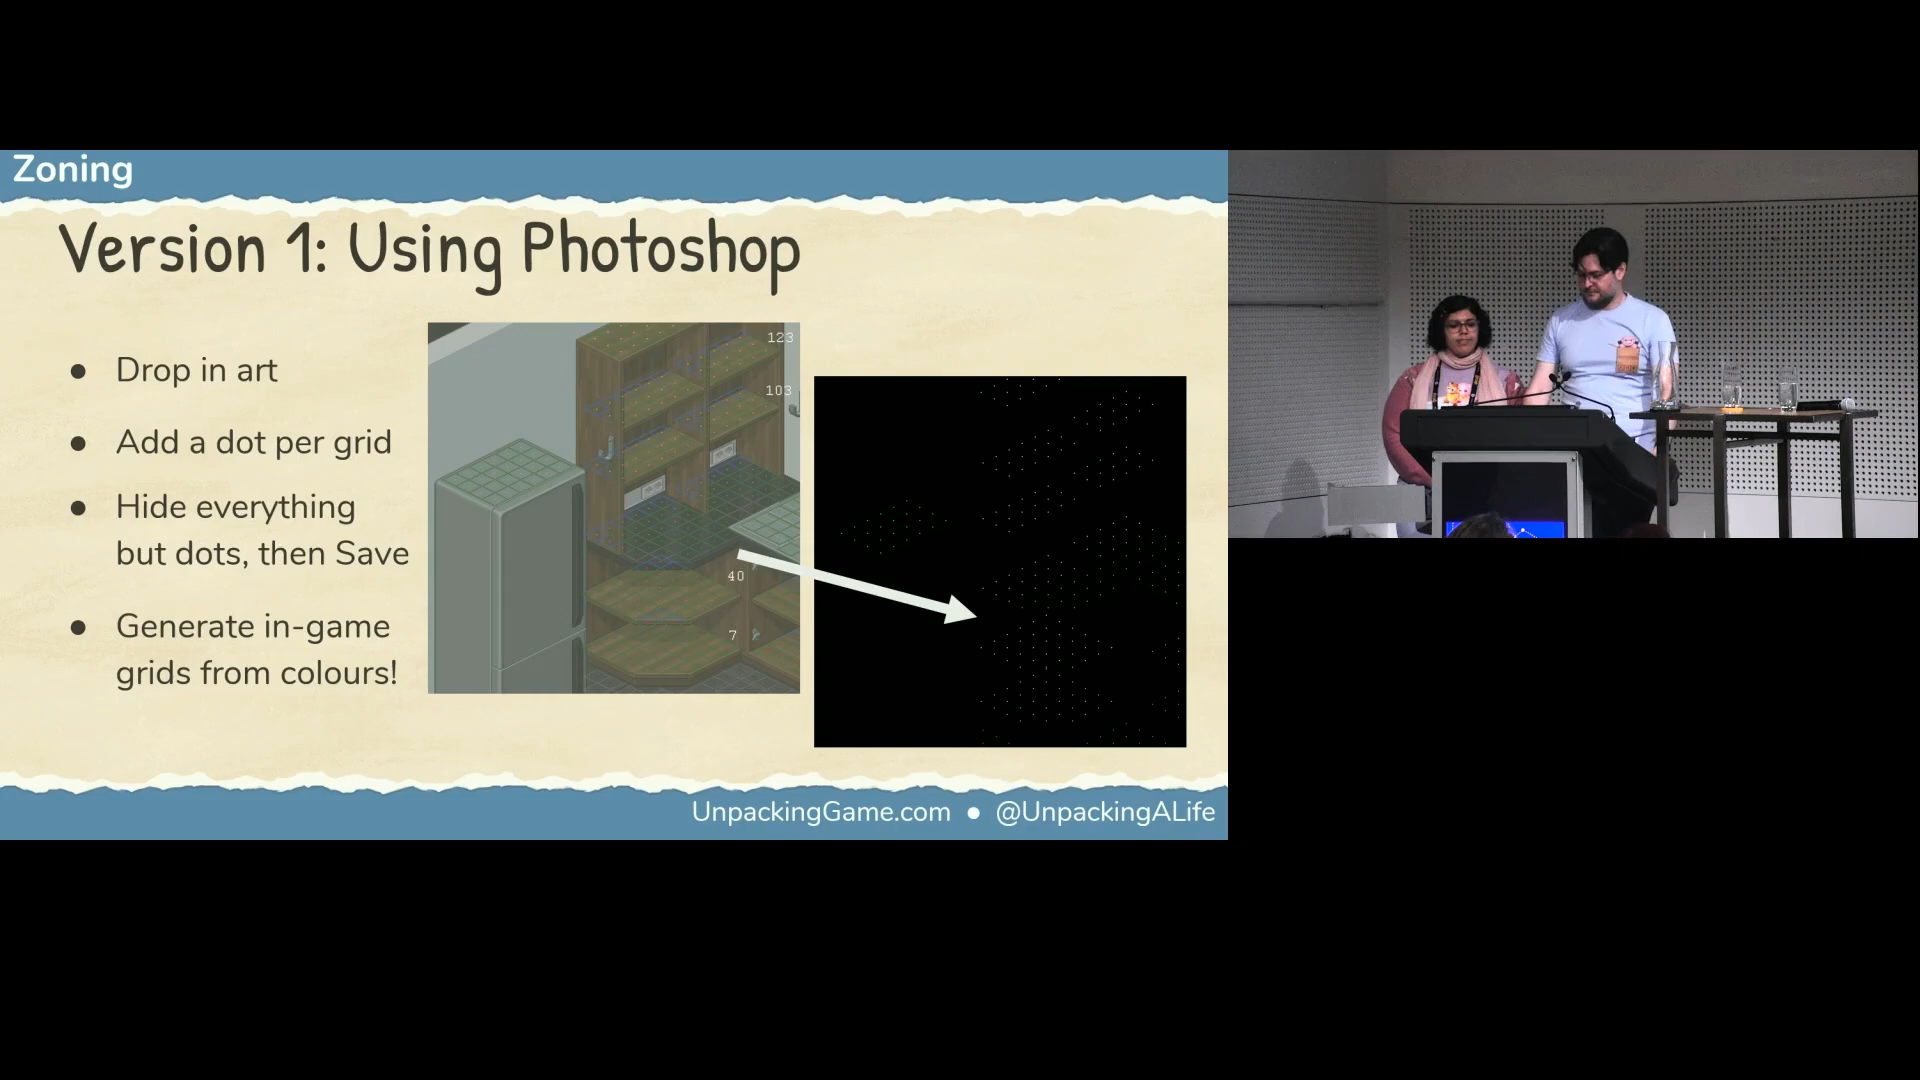 Zoning
Version 1: Using Photoshop
● Drop in art
● Add a dot per grid
● Hide everything
but dots, then Save
● Generate in-game
grids from colours!
123
103
40
7
UnpackingGame.com ● @UnpackingALife